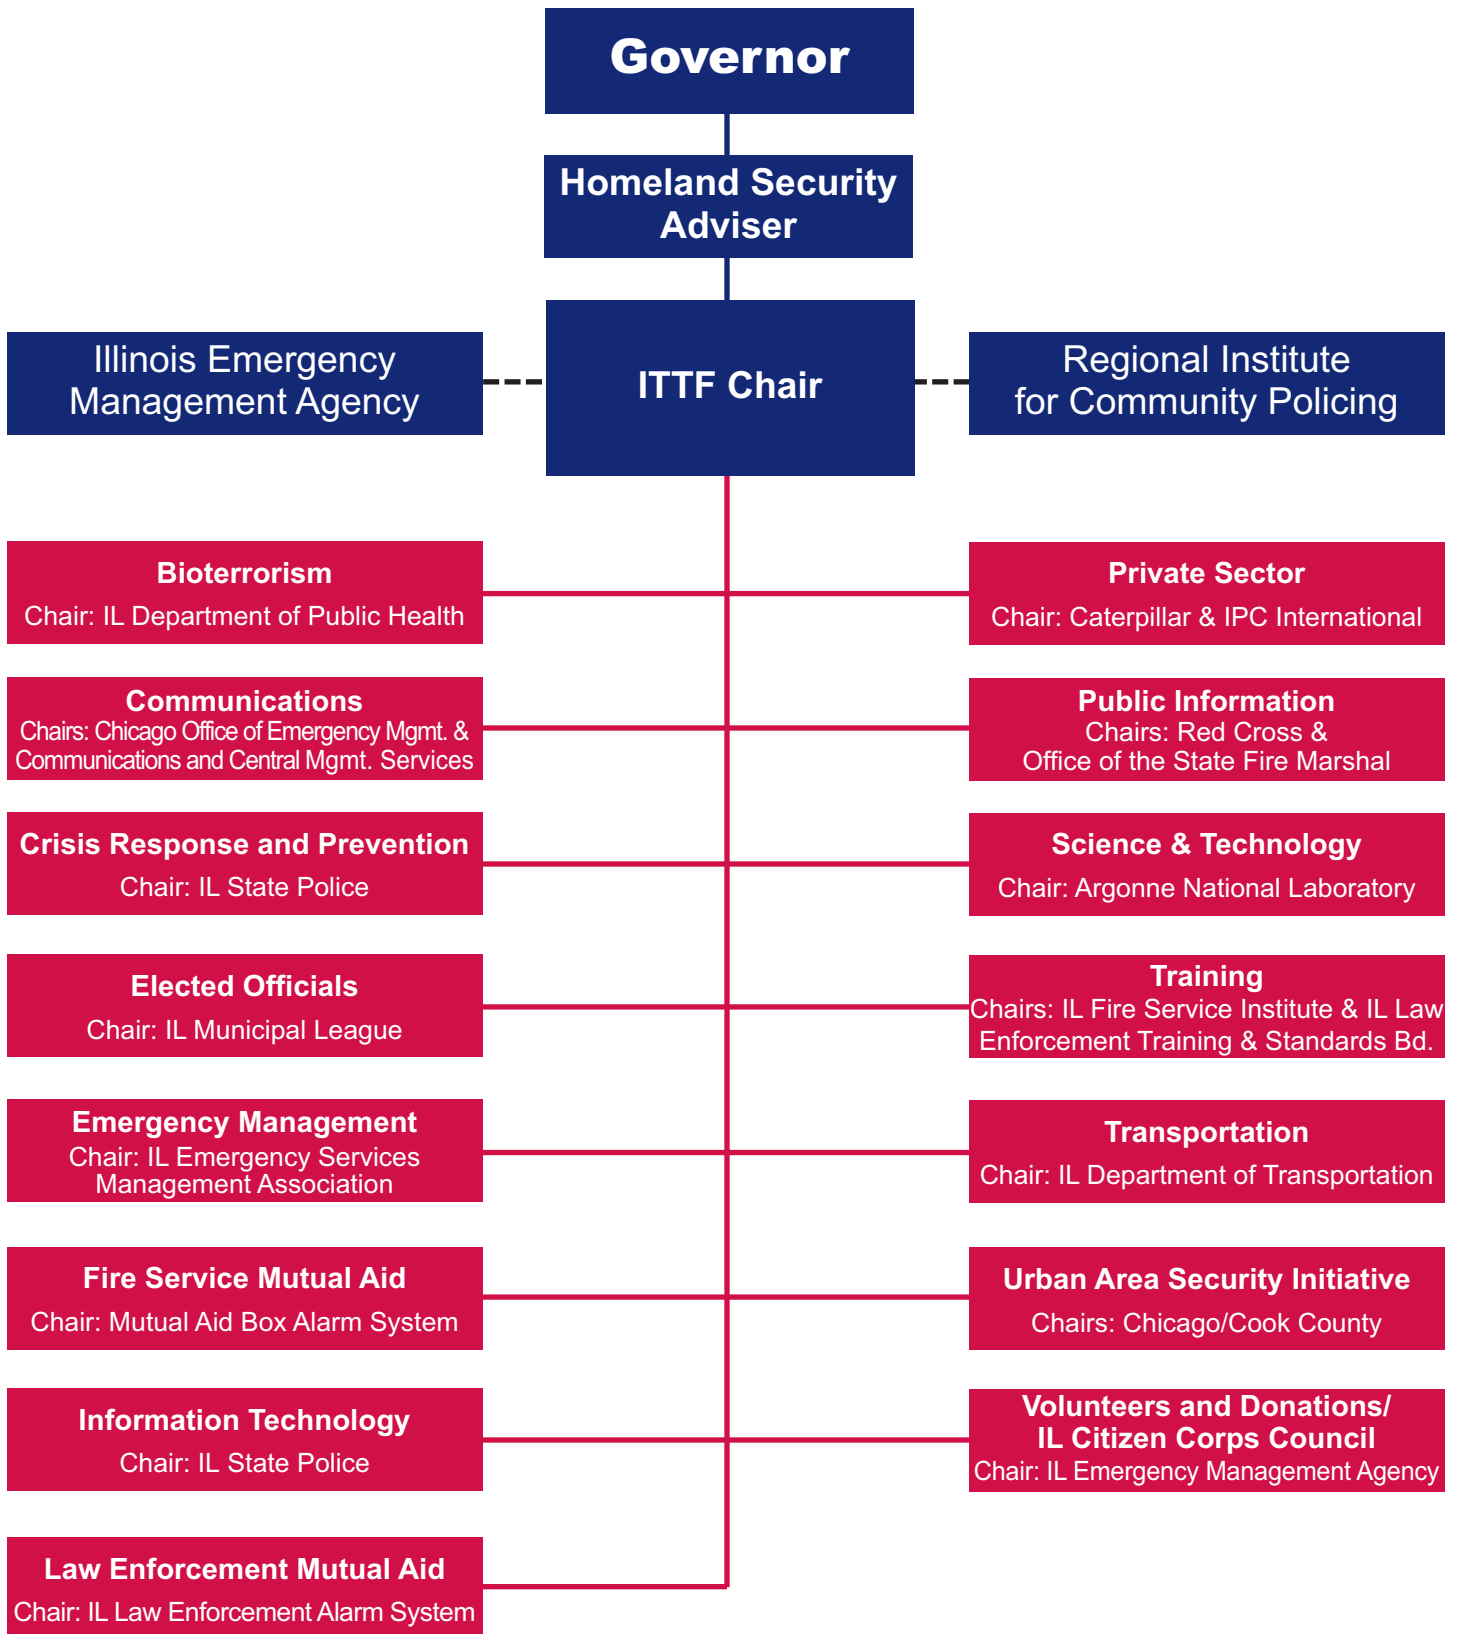 Governor
Homeland Security
Adviser
Illinois Emergency
Management Agency
ITTF Chair
Regional Institute
for Community Policing
Bioterrorism
Chair: IL Department of Public Health
Private Sector
Chair: Caterpillar & IPC International
Communications
Chairs: Chicago Office of Emergency Mgmt. &
Communications and Central Mgmt. Services
Public Information
Chairs: Red Cross &
Office of the State Fire Marshal
Crisis Response and Prevention
Chair: IL State Police
Science & Technology
Chair: Argonne National Laboratory
Elected Officials
Chair: IL Municipal League
Training
Chairs: IL Fire Service Institute & IL Law
Enforcement Training & Standards Bd.
Emergency Management
Chair: IL Emergency Services
Management Association
Transportation
Chair: IL Department of Transportation
Fire Service Mutual Aid
Chair: Mutual Aid Box Alarm System
Urban Area Security Initiative
Chairs: Chicago/Cook County
Information Technology
Chair: IL State Police
Volunteers and Donations/
IL Citizen Corps Council
Chair: IL Emergency Management Agency
Law Enforcement Mutual Aid
Chair: IL Law Enforcement Alarm System